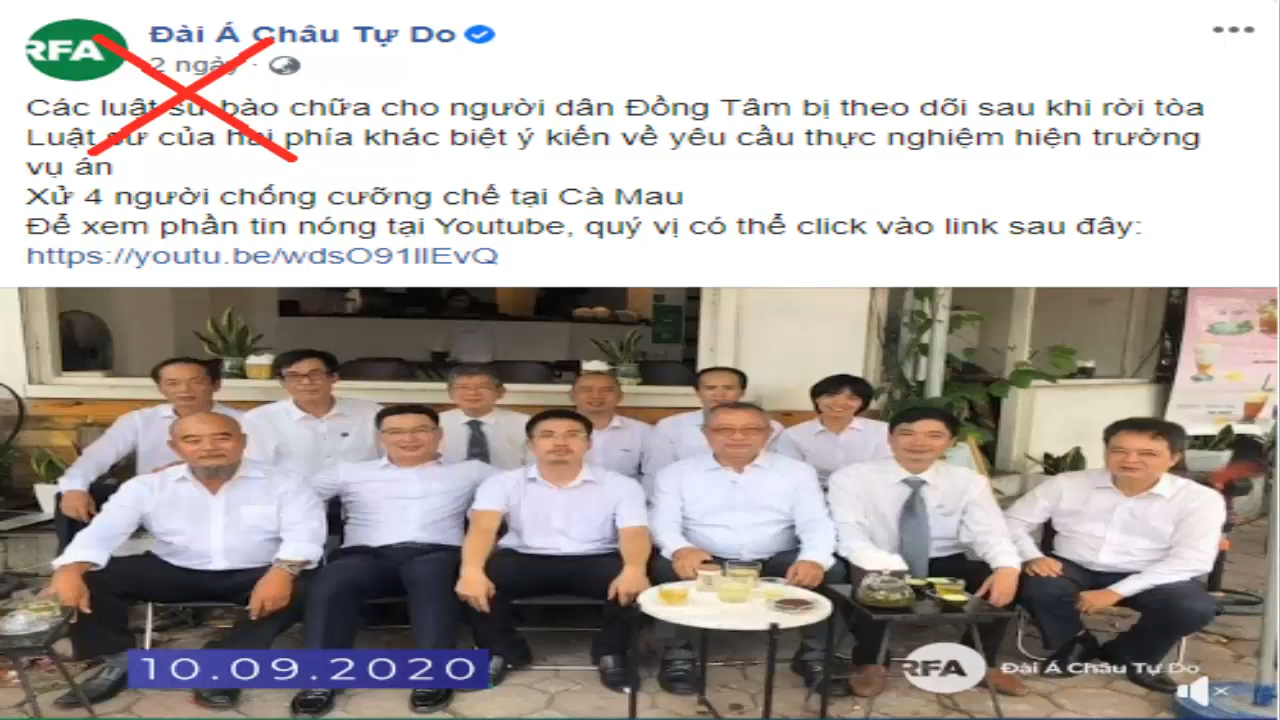 RFA
Đài Á Châu Tự Do
2 ngày ·
Các luật sư bào chữa cho người dân Đồng Tâm bị theo dõi sau khi rời tòa
Luật sư của hai phía khác biệt ý kiến về yêu cầu thực nghiệm hiện trường
vụ án
Xử 4 người chống cưỡng chế tại Cà Mau
Để xem phần tin nóng tại Youtube, quý vị có thể click vào link sau đây:
https://youtu.be/wdsO91lIEvQ
10.09.2020
RFA Đài Á Châu Tự Do